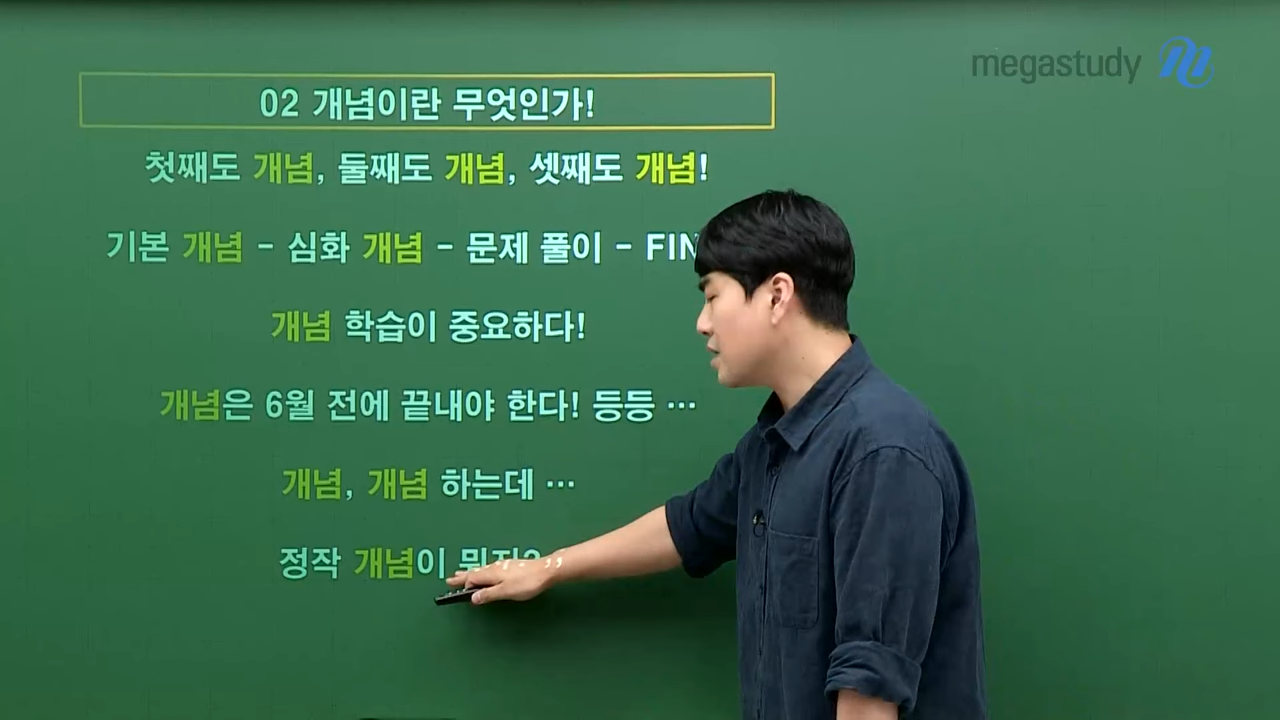 megastudy
02 개념이란 무엇인가!
첫째도 개념, 둘째도 개념, 셋째도 개념!
기본 개념 - 심화 개념 - 문제 풀이 -
개념 학습이 중요하다!
개념은 6월 전에 끝내야 한다! 등등 ···
개념, 개념 하는데 ···
정작 개념이 뭐지?